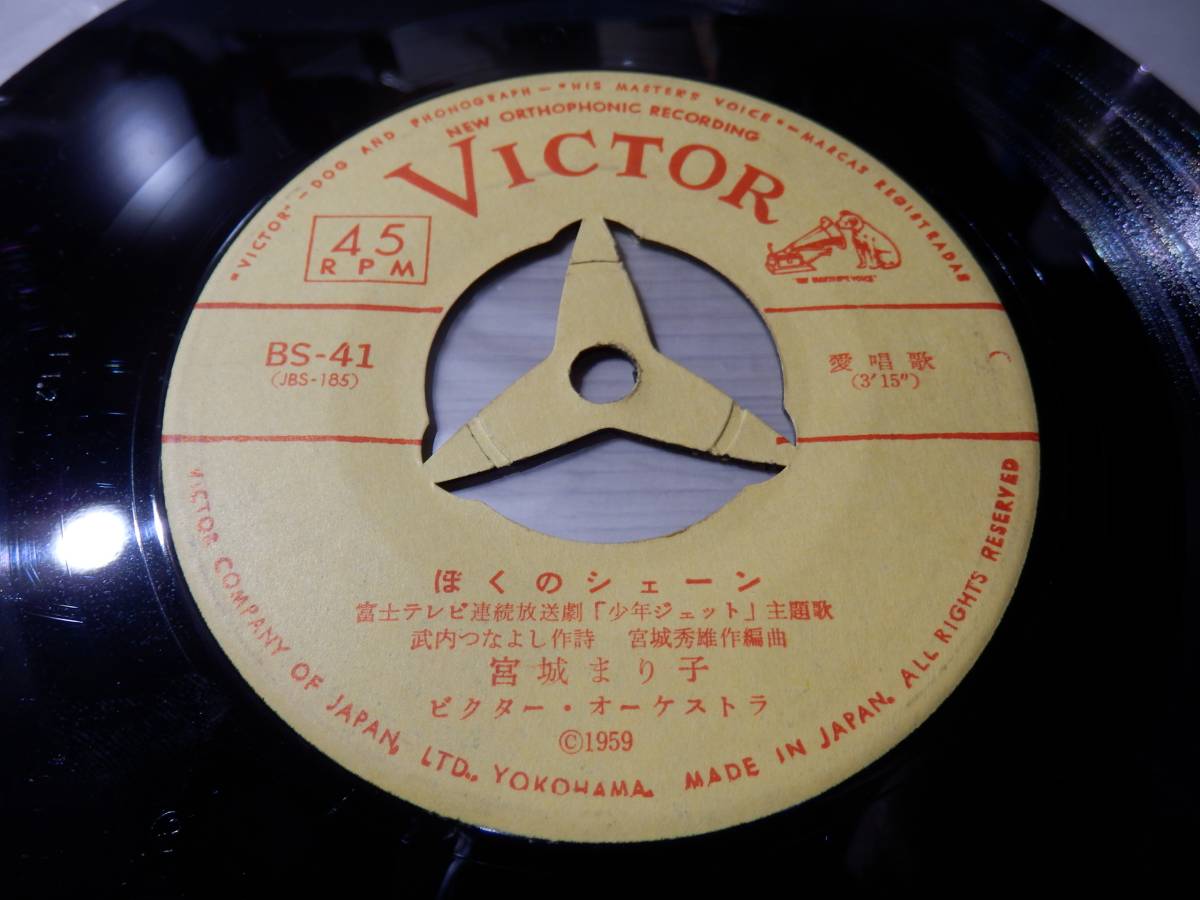 "VICTOR"-DOG AND PHONOGRAPH-"HIS MASTER'S VOICE"-MARCAS REGISTRADAS
NEW ORTHOPHONIC RECORDING
VICTOR
45
RPM
"HIS MASTER'S VOICE"
BS-41
(JBS-185)
愛唱歌
(3′15″)
ぼくのシェーン
富士テレビ連続放送劇「少年ジェット」主題歌
武内つなよし作詩 宮城秀雄作編曲
宮城まり子
ビクター・オーケストラ
©1959
VICTOR COMPANY OF JAPAN, LTD., YOKOHAMA. MADE IN JAPAN. ALL RIGHTS RESERVED